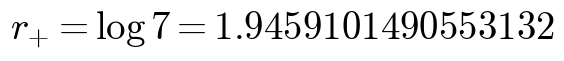 r₊ = log 7 = 1.9459101490553132